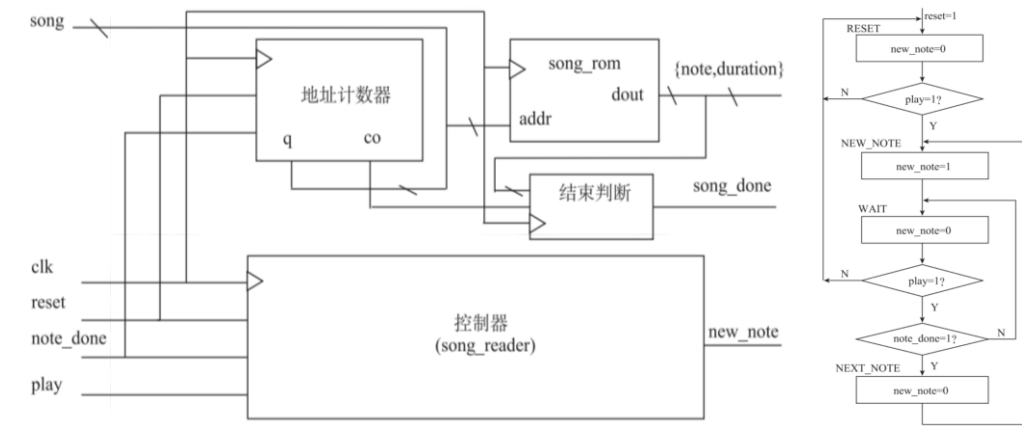 song
地址计数器
q
co
song_rom
dout
addr
{note,duration}
结束判断
song_done
clk
reset
note_done
play
控制器
(song_reader)
new_note
reset=1
RESET
new_note=0
N
play=1?
Y
NEW_NOTE
new_note=1
WAIT
new_note=0
N
play=1?
Y
note_done=1?
N
Y
NEXT_NOTE
new_note=0